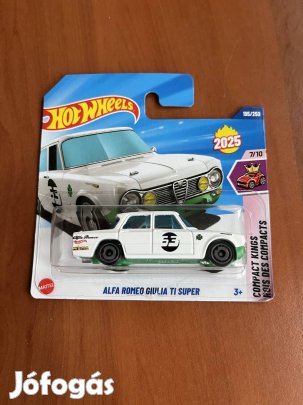 Hot Wheels
195/250
2025
7/10
COMPACT KINGS
ROIS DES COMPACTS
33
MATTEL
ALFA ROMEO GIULIA TI SUPER
3+
Jófogás